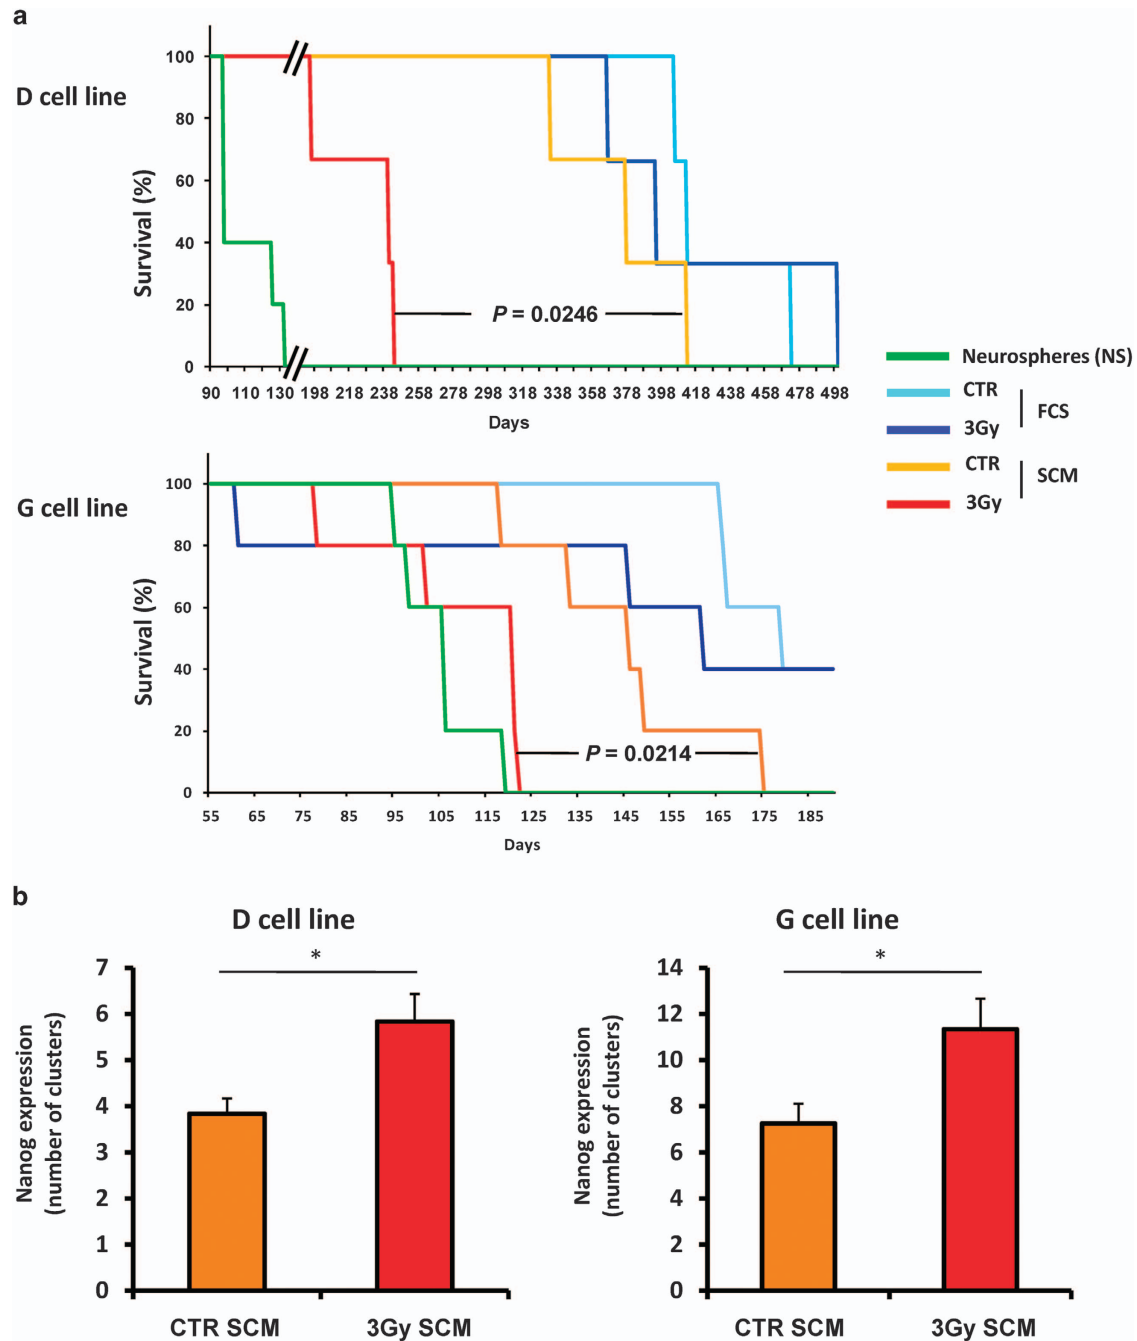 a
D cell line
Survival (%)
100
80
60
40
20
0
P = 0.0246
90 110 130 198 218 238 258 278 298 318 338 358 378 398 418 438 458 478 498
Days
Neurospheres (NS)
CTR
3Gy
FCS
CTR
3Gy
SCM
G cell line
Survival (%)
100
80
60
40
20
0
P = 0.0214
55 65 75 85 95 105 115 125 135 145 155 165 175 185
Days
b
D cell line
*
Nanog expression
(number of clusters)
7
6
5
4
3
2
1
0
CTR SCM 3Gy SCM
G cell line
*
Nanog expression
(number of clusters)
14
12
10
8
6
4
2
0
CTR SCM 3Gy SCM